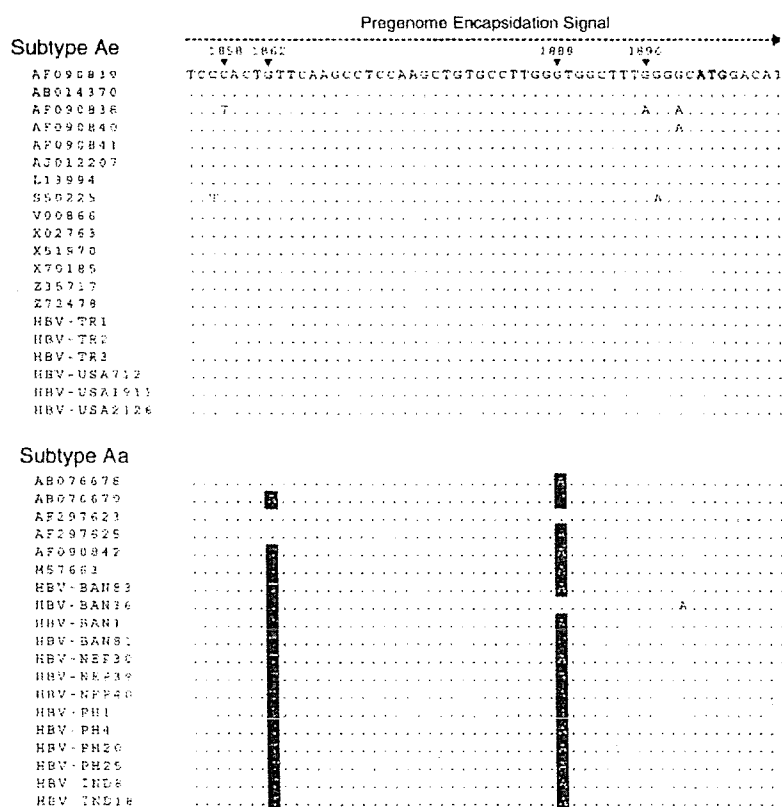 Pregenome Encapsidation Signal
Subtype Ae
1858 1862 1888 1896
AF090839 TCCCACTGTTCAAGCCTCCAAGCTGTGCCTTGGGTGGCTTTGGGGCATGGACAT
AB014370
AF090838 T A A
AF090840 A
AF090841
AJ012207
L13994
S50225 T A
V00866
X02763
X51970
X70185
Z35717
Z72478
HBV-TR1
HBV-TR2
HBV-TR3
HBV-USA712
HBV-USA1911
HBV-USA2126
Subtype Aa
AB076678
AB076679
AF297623
AF297625
AF090842
M57663
HBV-BAN83
HBV-BAN36 A
HBV-BAN1
HBV-BAN81
HBV-NEP30
HBV-NEP39
HBV-NEP40
HBV-PH1
HBV-PH4
HBV-PH20
HBV-PH25
HBV IND8
HBV IND18